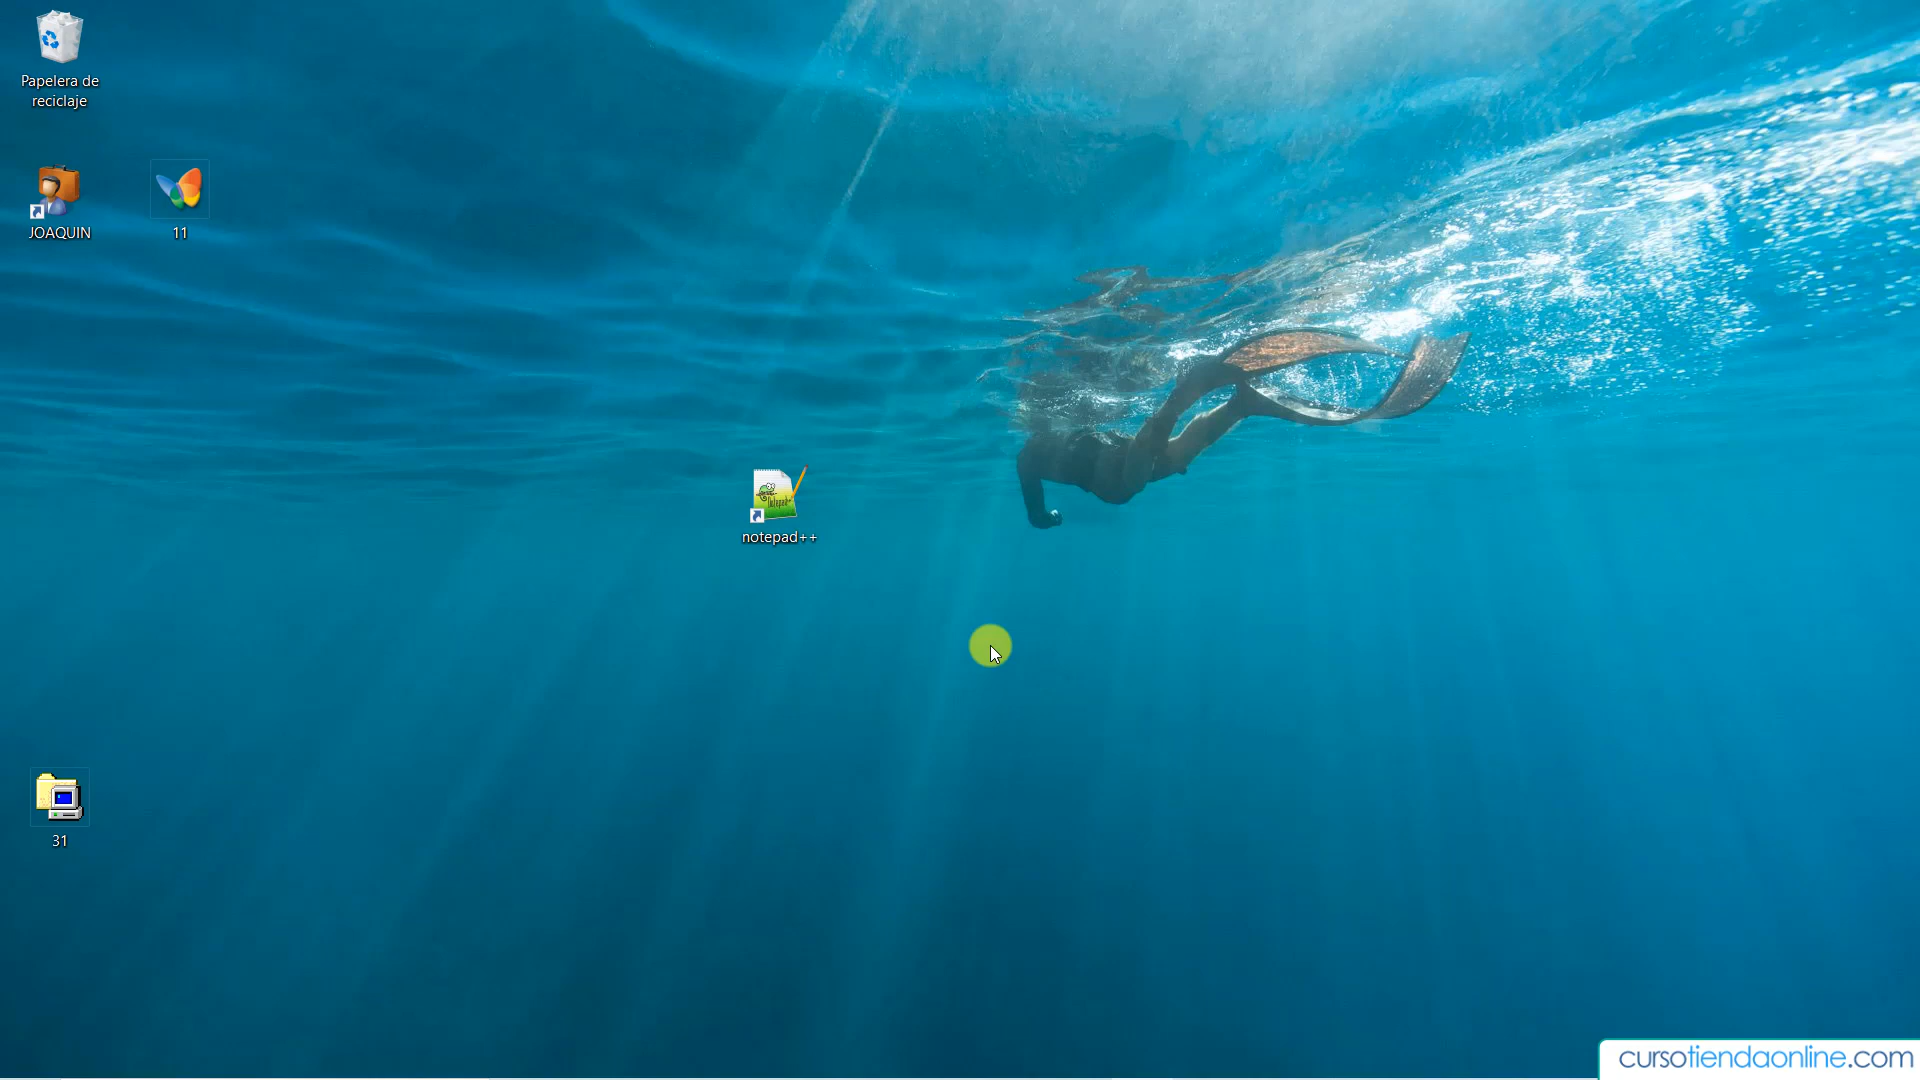 Papelera de
reciclaje
JOAQUIN
11
notepad++
31
cursotiendaonline.com